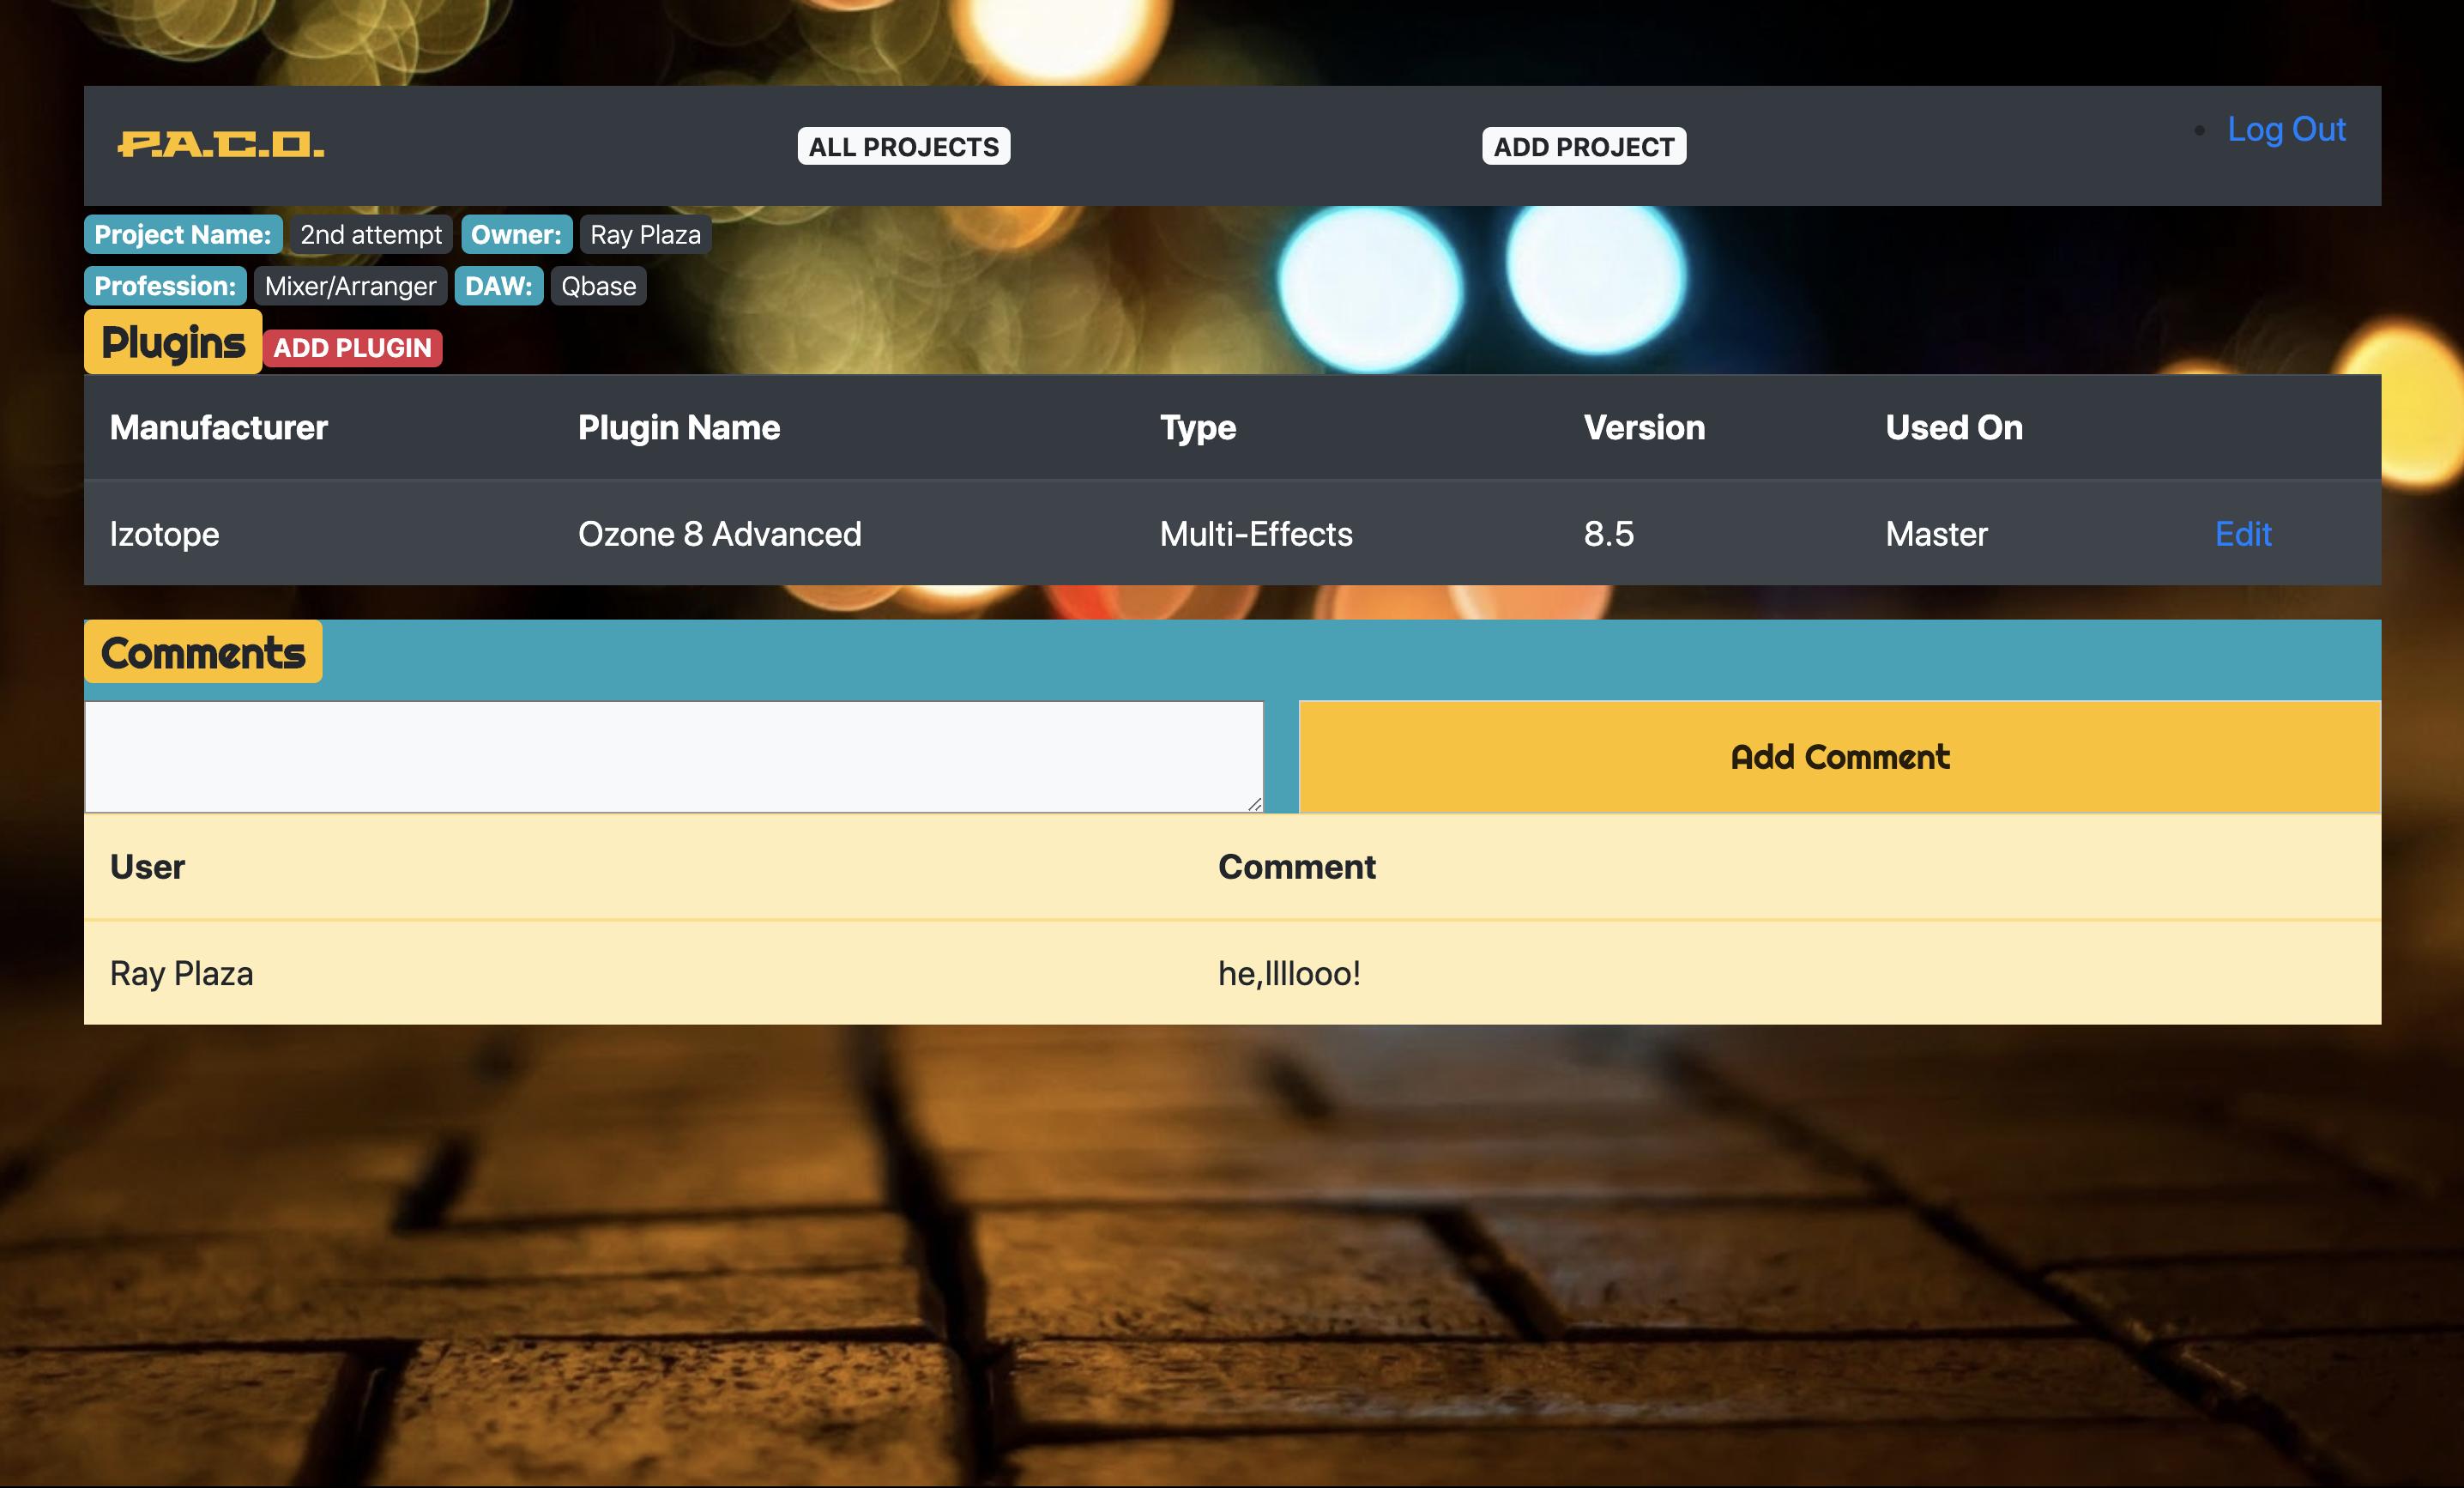 P.A.C.O. ALL PROJECTS ADD PROJECT • Log Out
Project Name: 2nd attempt Owner: Ray Plaza
Profession: Mixer/Arranger DAW: Qbase
Plugins ADD PLUGIN
Manufacturer Plugin Name Type Version Used On
Izotope Ozone 8 Advanced Multi-Effects 8.5 Master Edit
Comments
Add Comment
User Comment
Ray Plaza he,llllooo!